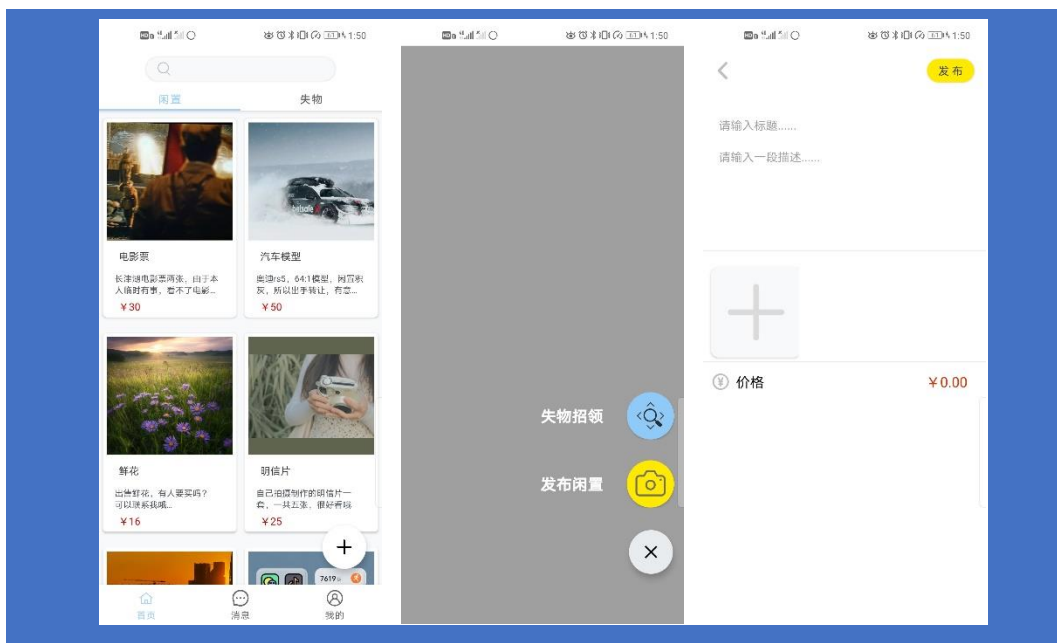 1:50
闲置
失物
电影票
长津湖电影票两张，由于本
人临时有事，看不了电影...
￥30
汽车模型
奥迪rs5，64:1模型，闲置积
灰，所以出手转让，有意...
￥50
鲜花
出售鲜花，有人要买吗？
可以联系我哦...
￥16
明信片
自己拍摄制作的明信片一
套，一共五张，很好看哦
￥25
7619
首页
消息
我的
1:50
失物招领
发布闲置
1:50
发布
请输入标题......
请输入一段描述......
价格
￥0.00